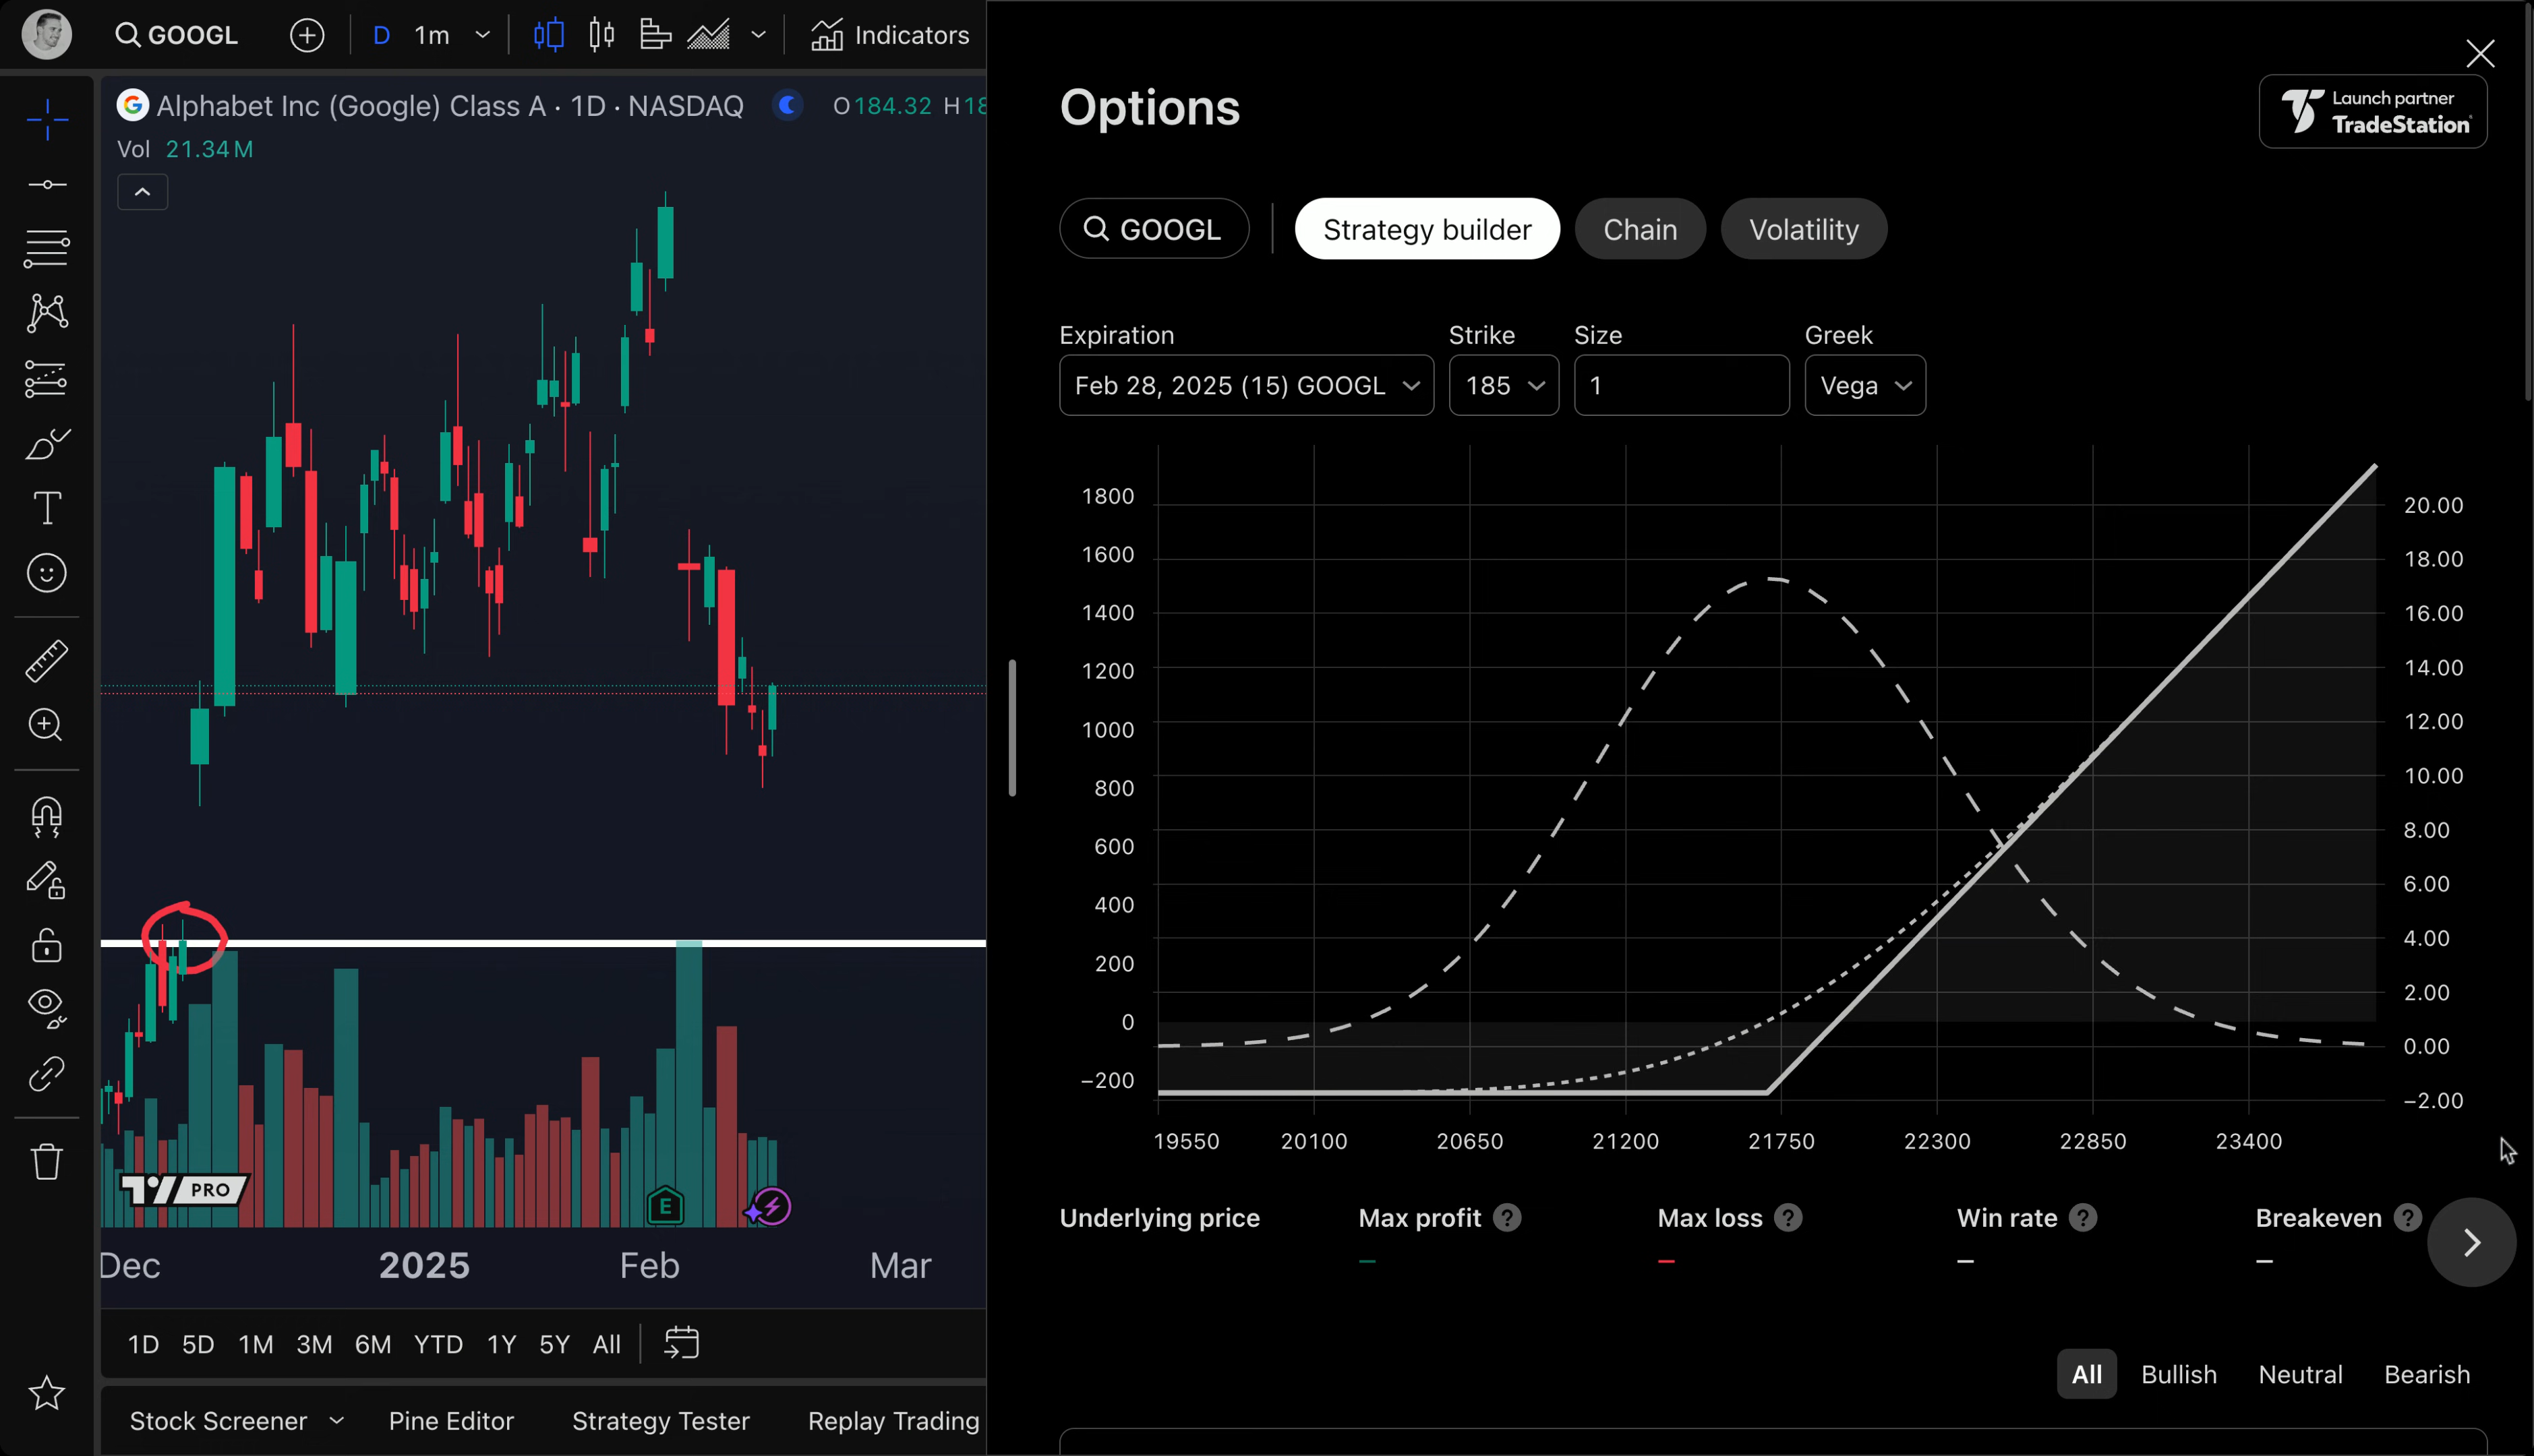 GOOGL
D
1m
Indicators
Alphabet Inc (Google) Class A · 1D · NASDAQ
O184.32 H18
Vol 21.34M
PRO
E
Dec
2025
Feb
Mar
1D
5D
1M
3M
6M
YTD
1Y
5Y
All
Stock Screener
Pine Editor
Strategy Tester
Replay Trading
Options
Launch partner
TradeStation
GOOGL
Strategy builder
Chain
Volatility
Expiration
Strike
Size
Greek
Feb 28, 2025 (15) GOOGL
185
1
Vega
1800
1600
1400
1200
1000
800
600
400
200
0
−200
20.00
18.00
16.00
14.00
12.00
10.00
8.00
6.00
4.00
2.00
0.00
−2.00
19550
20100
20650
21200
21750
22300
22850
23400
Underlying price
Max profit ?
Max loss ?
Win rate ?
Breakeven ?
—
—
—
—
All
Bullish
Neutral
Bearish